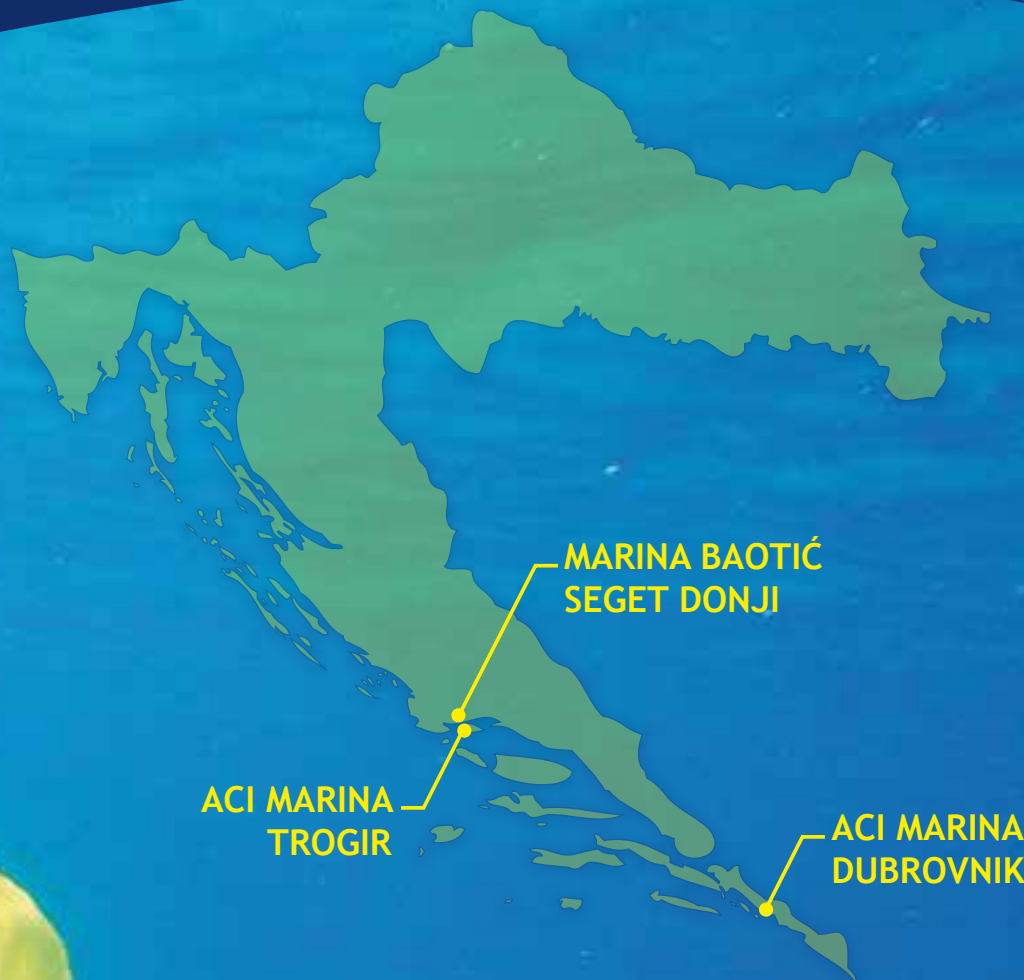 MARINA BAOTIĆ
SEGET DONJI
ACI MARINA
TROGIR
ACI MARINA
DUBROVNIK